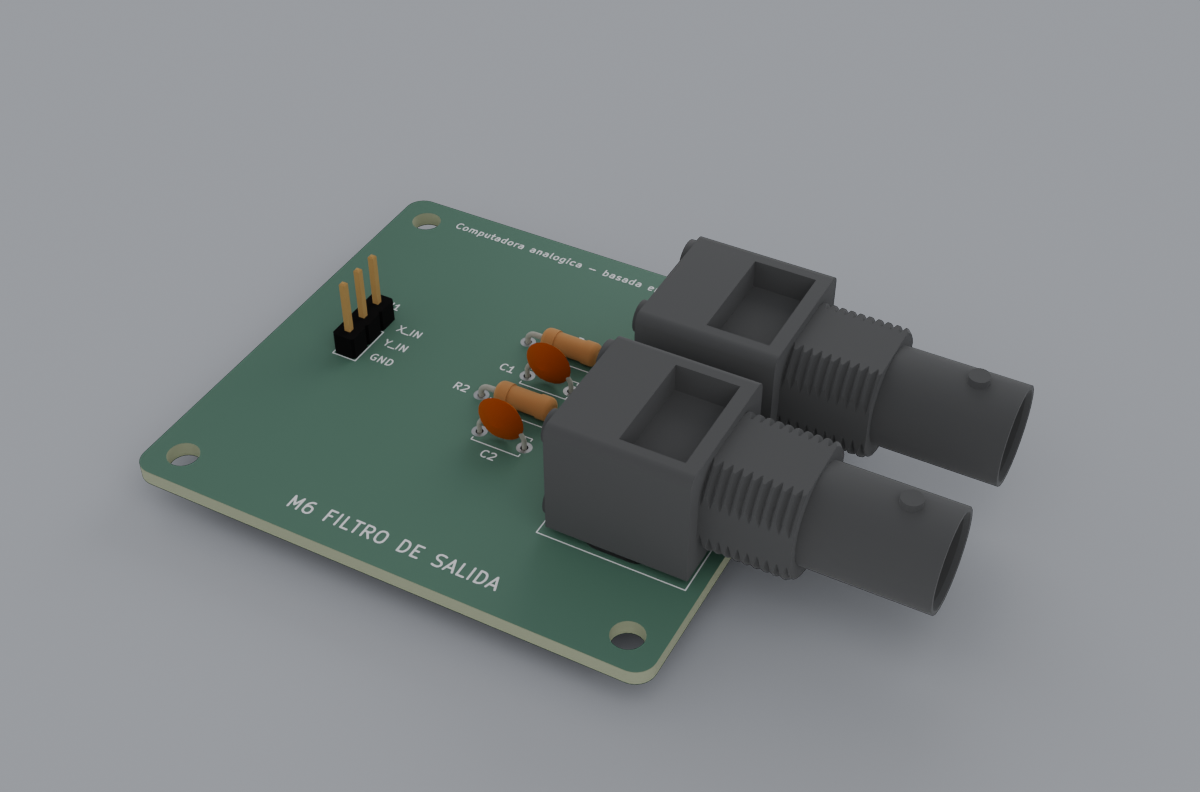 Computadora analogica — basada
X_IN
Y_IN
GND
C1
R2
C2
M6 FILTRO DE SALIDA